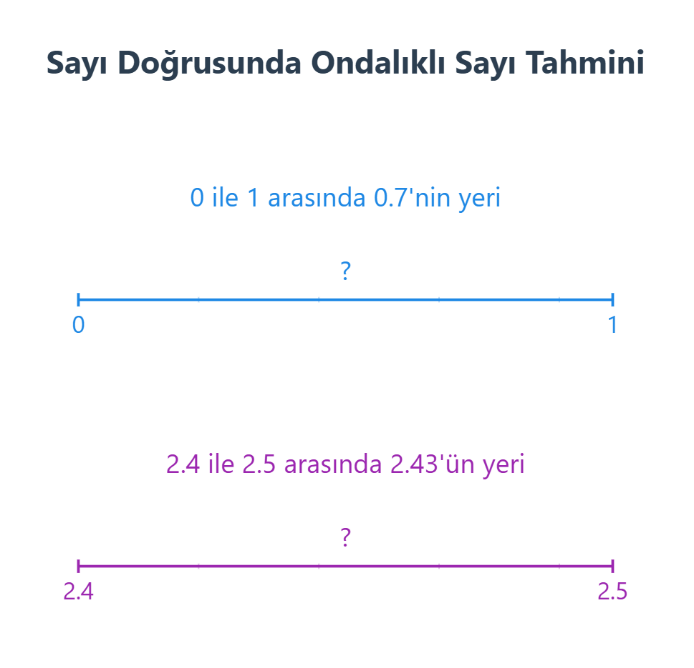 Sayı Doğrusunda Ondalıklı Sayı Tahmini
0 ile 1 arasında 0.7'nin yeri
?
0 1
2.4 ile 2.5 arasında 2.43'ün yeri
?
2.4 2.5